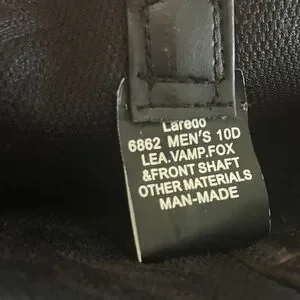 Laredo
6862 MEN'S 10D
LEA.VAMP.FOX
&FRONT SHAFT
OTHER MATERIALS
MAN-MADE